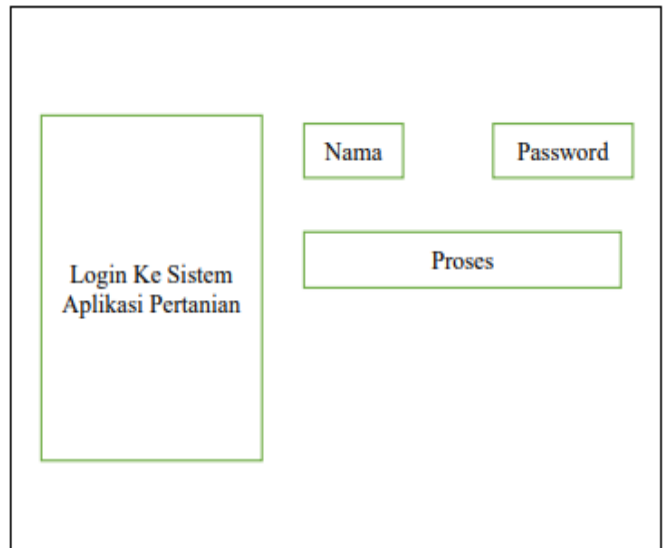 Nama
Password
Proses
Login Ke Sistem
Aplikasi Pertanian